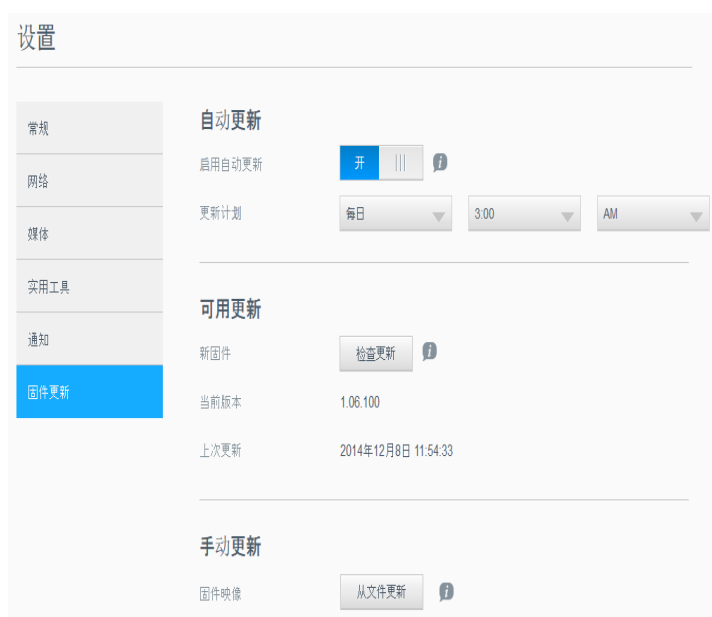 设置
常规
网络
媒体
实用工具
通知
固件更新
自动更新
启用自动更新 开
更新计划 每日 3:00 AM
可用更新
新固件 检查更新
当前版本 1.06.100
上次更新 2014年12月8日 11:54:33
手动更新
固件映像 从文件更新